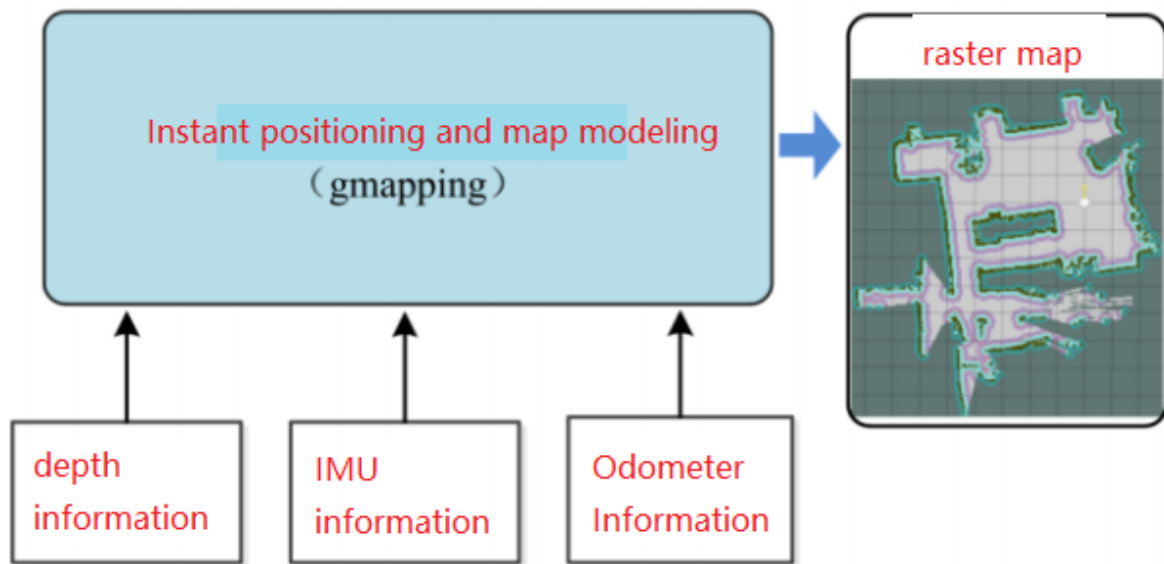 Instant positioning and map modeling
（gmapping）
raster map
depth
information
IMU
information
Odometer
Information